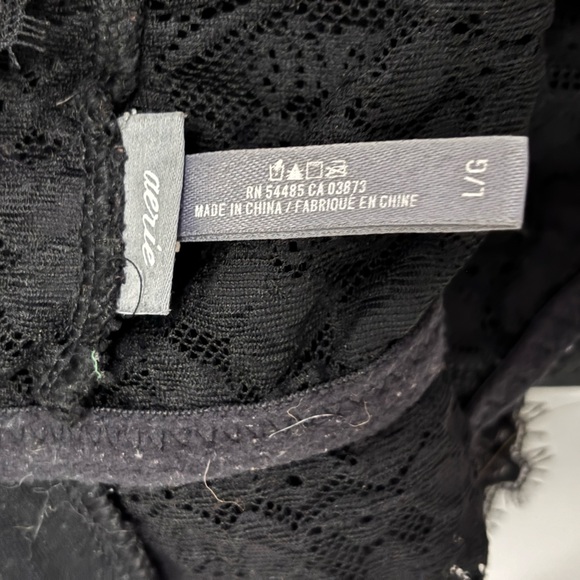 aerie
RN 54485 CA 03873
MADE IN CHINA / FABRIQUÉ EN CHINE
L/G